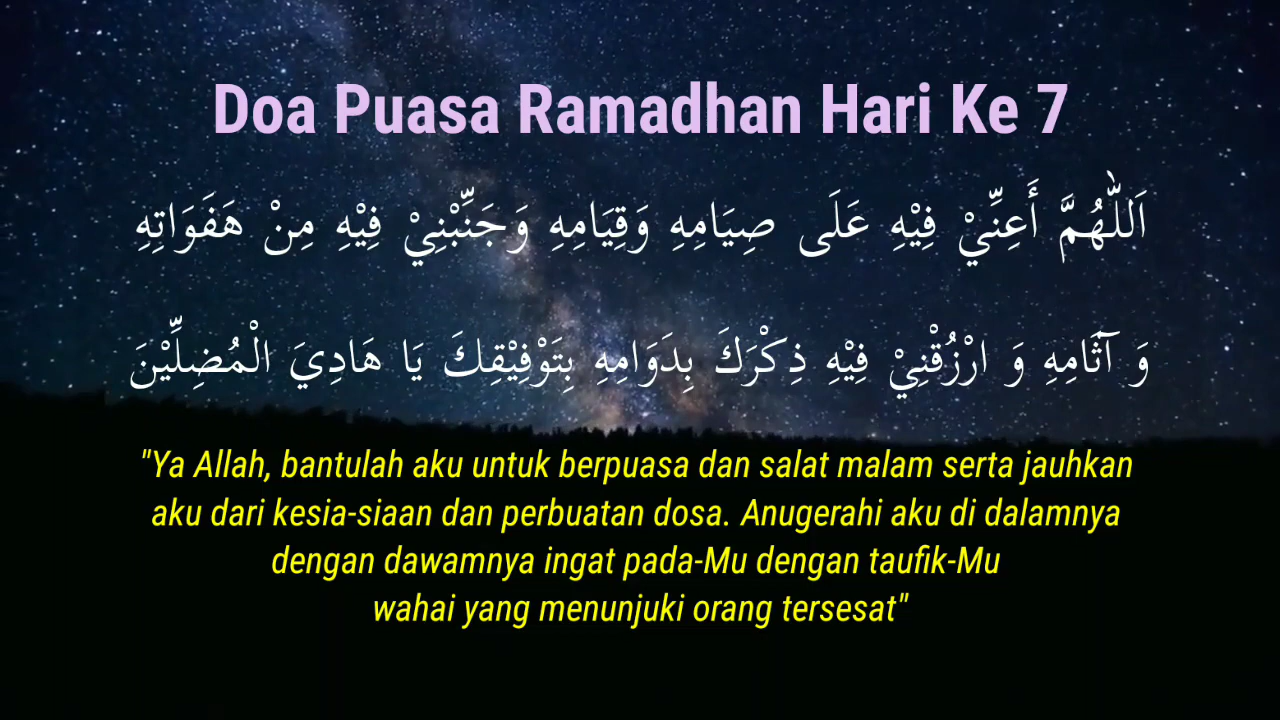 Doa Puasa Ramadhan Hari Ke 7
اَللّٰهُمَّ أَعِنِّيْ فِيْهِ عَلَى صِيَامِهِ وَقِيَامِهِ وَجَنِّبْنِيْ فِيْهِ مِنْ هَفَوَاتِهِ
وَ آثَامِهِ وَ ارْزُقْنِيْ فِيْهِ ذِكْرَكَ بِدَوَامِهِ بِتَوْفِيْقِكَ يَا هَادِيَ الْمُضِلِّيْنَ
"Ya Allah, bantulah aku untuk berpuasa dan salat malam serta jauhkan
aku dari kesia-siaan dan perbuatan dosa. Anugerahi aku di dalamnya
dengan dawamnya ingat pada-Mu dengan taufik-Mu
wahai yang menunjuki orang tersesat"